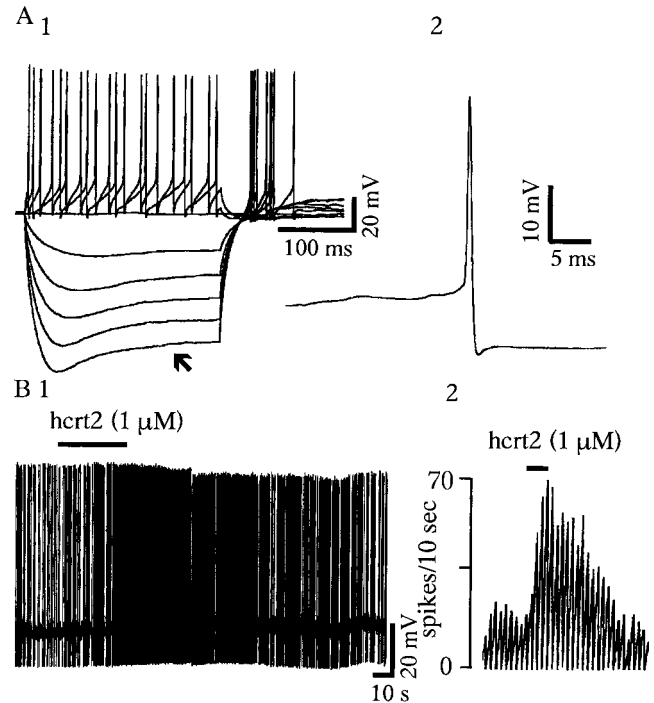 A 1
2
20 mV
100 ms
10 mV
5 ms
B 1
2
hcrt2 (1 μM)
hcrt2 (1 μM)
70
spikes/10 sec
0
20 mV
10 s